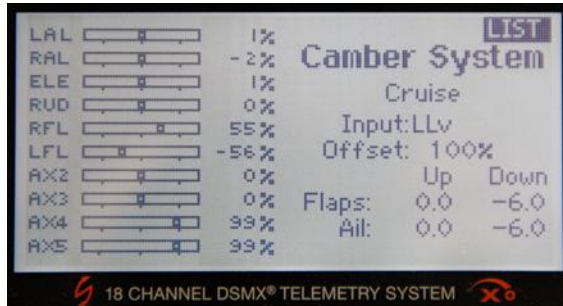 LIST
LAL 1%
RAL -2%
ELE 1%
RUD 0%
RFL 55%
LFL -56%
AX2 0%
AX3 0%
AX4 99%
AX5 99%
Camber System
Cruise
Input:LLv
Offset: 100%
Up Down
Flaps: 0.0 -6.0
Ail: 0.0 -6.0
18 CHANNEL DSMX® TELEMETRY SYSTEM